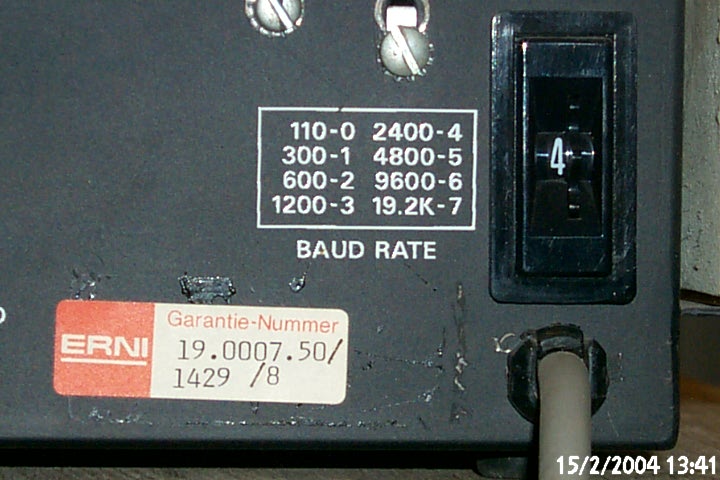 110-0 2400-4
300-1 4800-5
600-2 9600-6
1200-3 19.2K-7
BAUD RATE
4
ERNI
Garantie-Nummer
19.0007.50/
1429 /8
15/2/2004 13:41